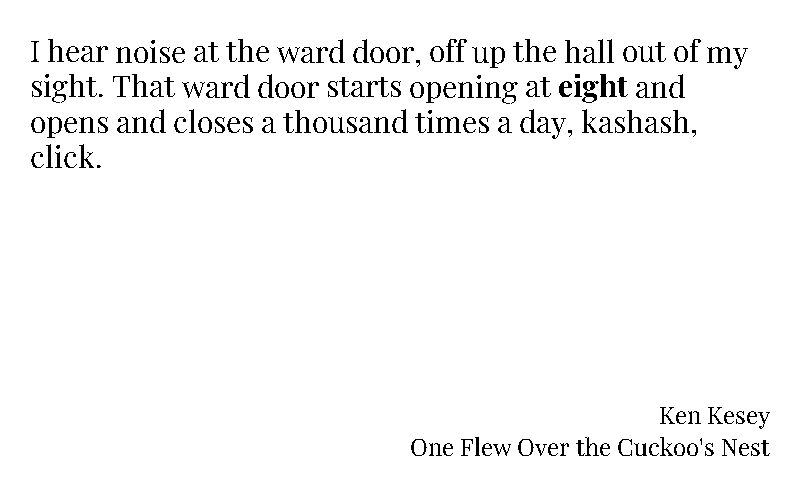 I hear noise at the ward door, off up the hall out of my
sight. That ward door starts opening at eight and
opens and closes a thousand times a day, kashash,
click.
Ken Kesey
One Flew Over the Cuckoo's Nest